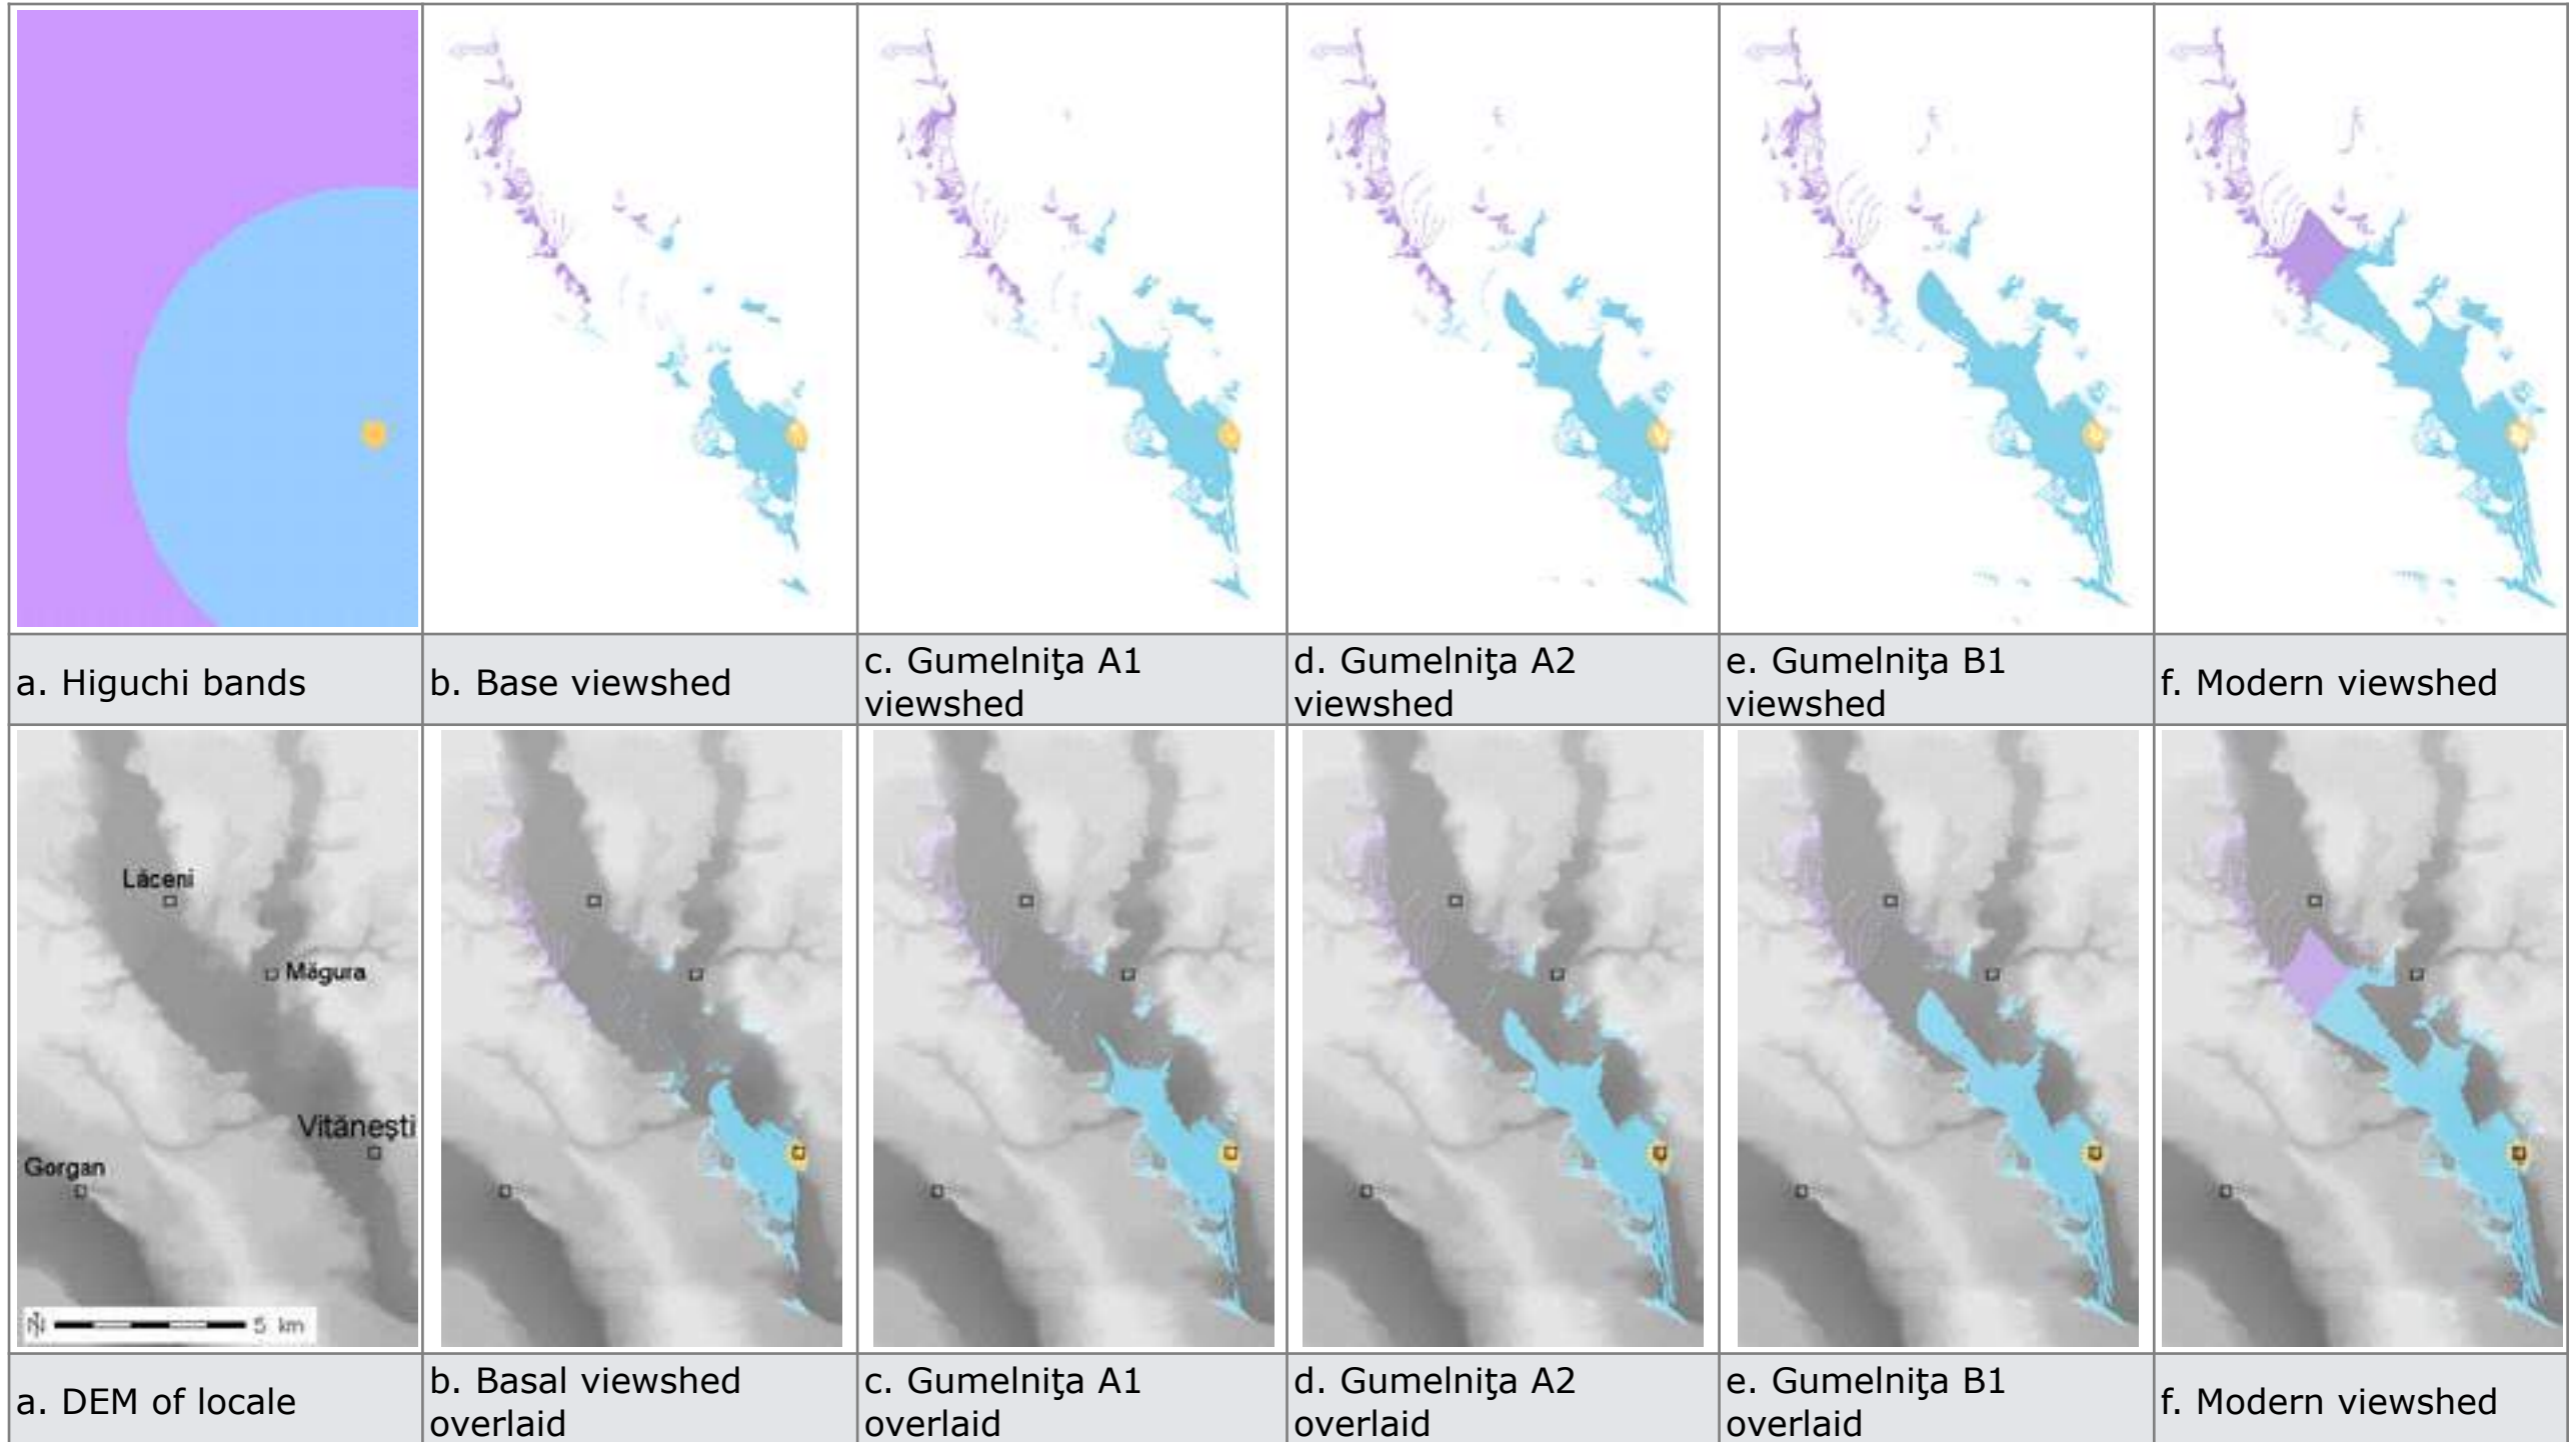 a. Higuchi bands
b. Base viewshed
c. Gumelniţa A1
viewshed
d. Gumelniţa A2
viewshed
e. Gumelniţa B1
viewshed
f. Modern viewshed
Lăceni
Măgura
Vităneşti
Gorgan
N
5 km
a. DEM of locale
b. Basal viewshed
overlaid
c. Gumelniţa A1
overlaid
d. Gumelniţa A2
overlaid
e. Gumelniţa B1
overlaid
f. Modern viewshed